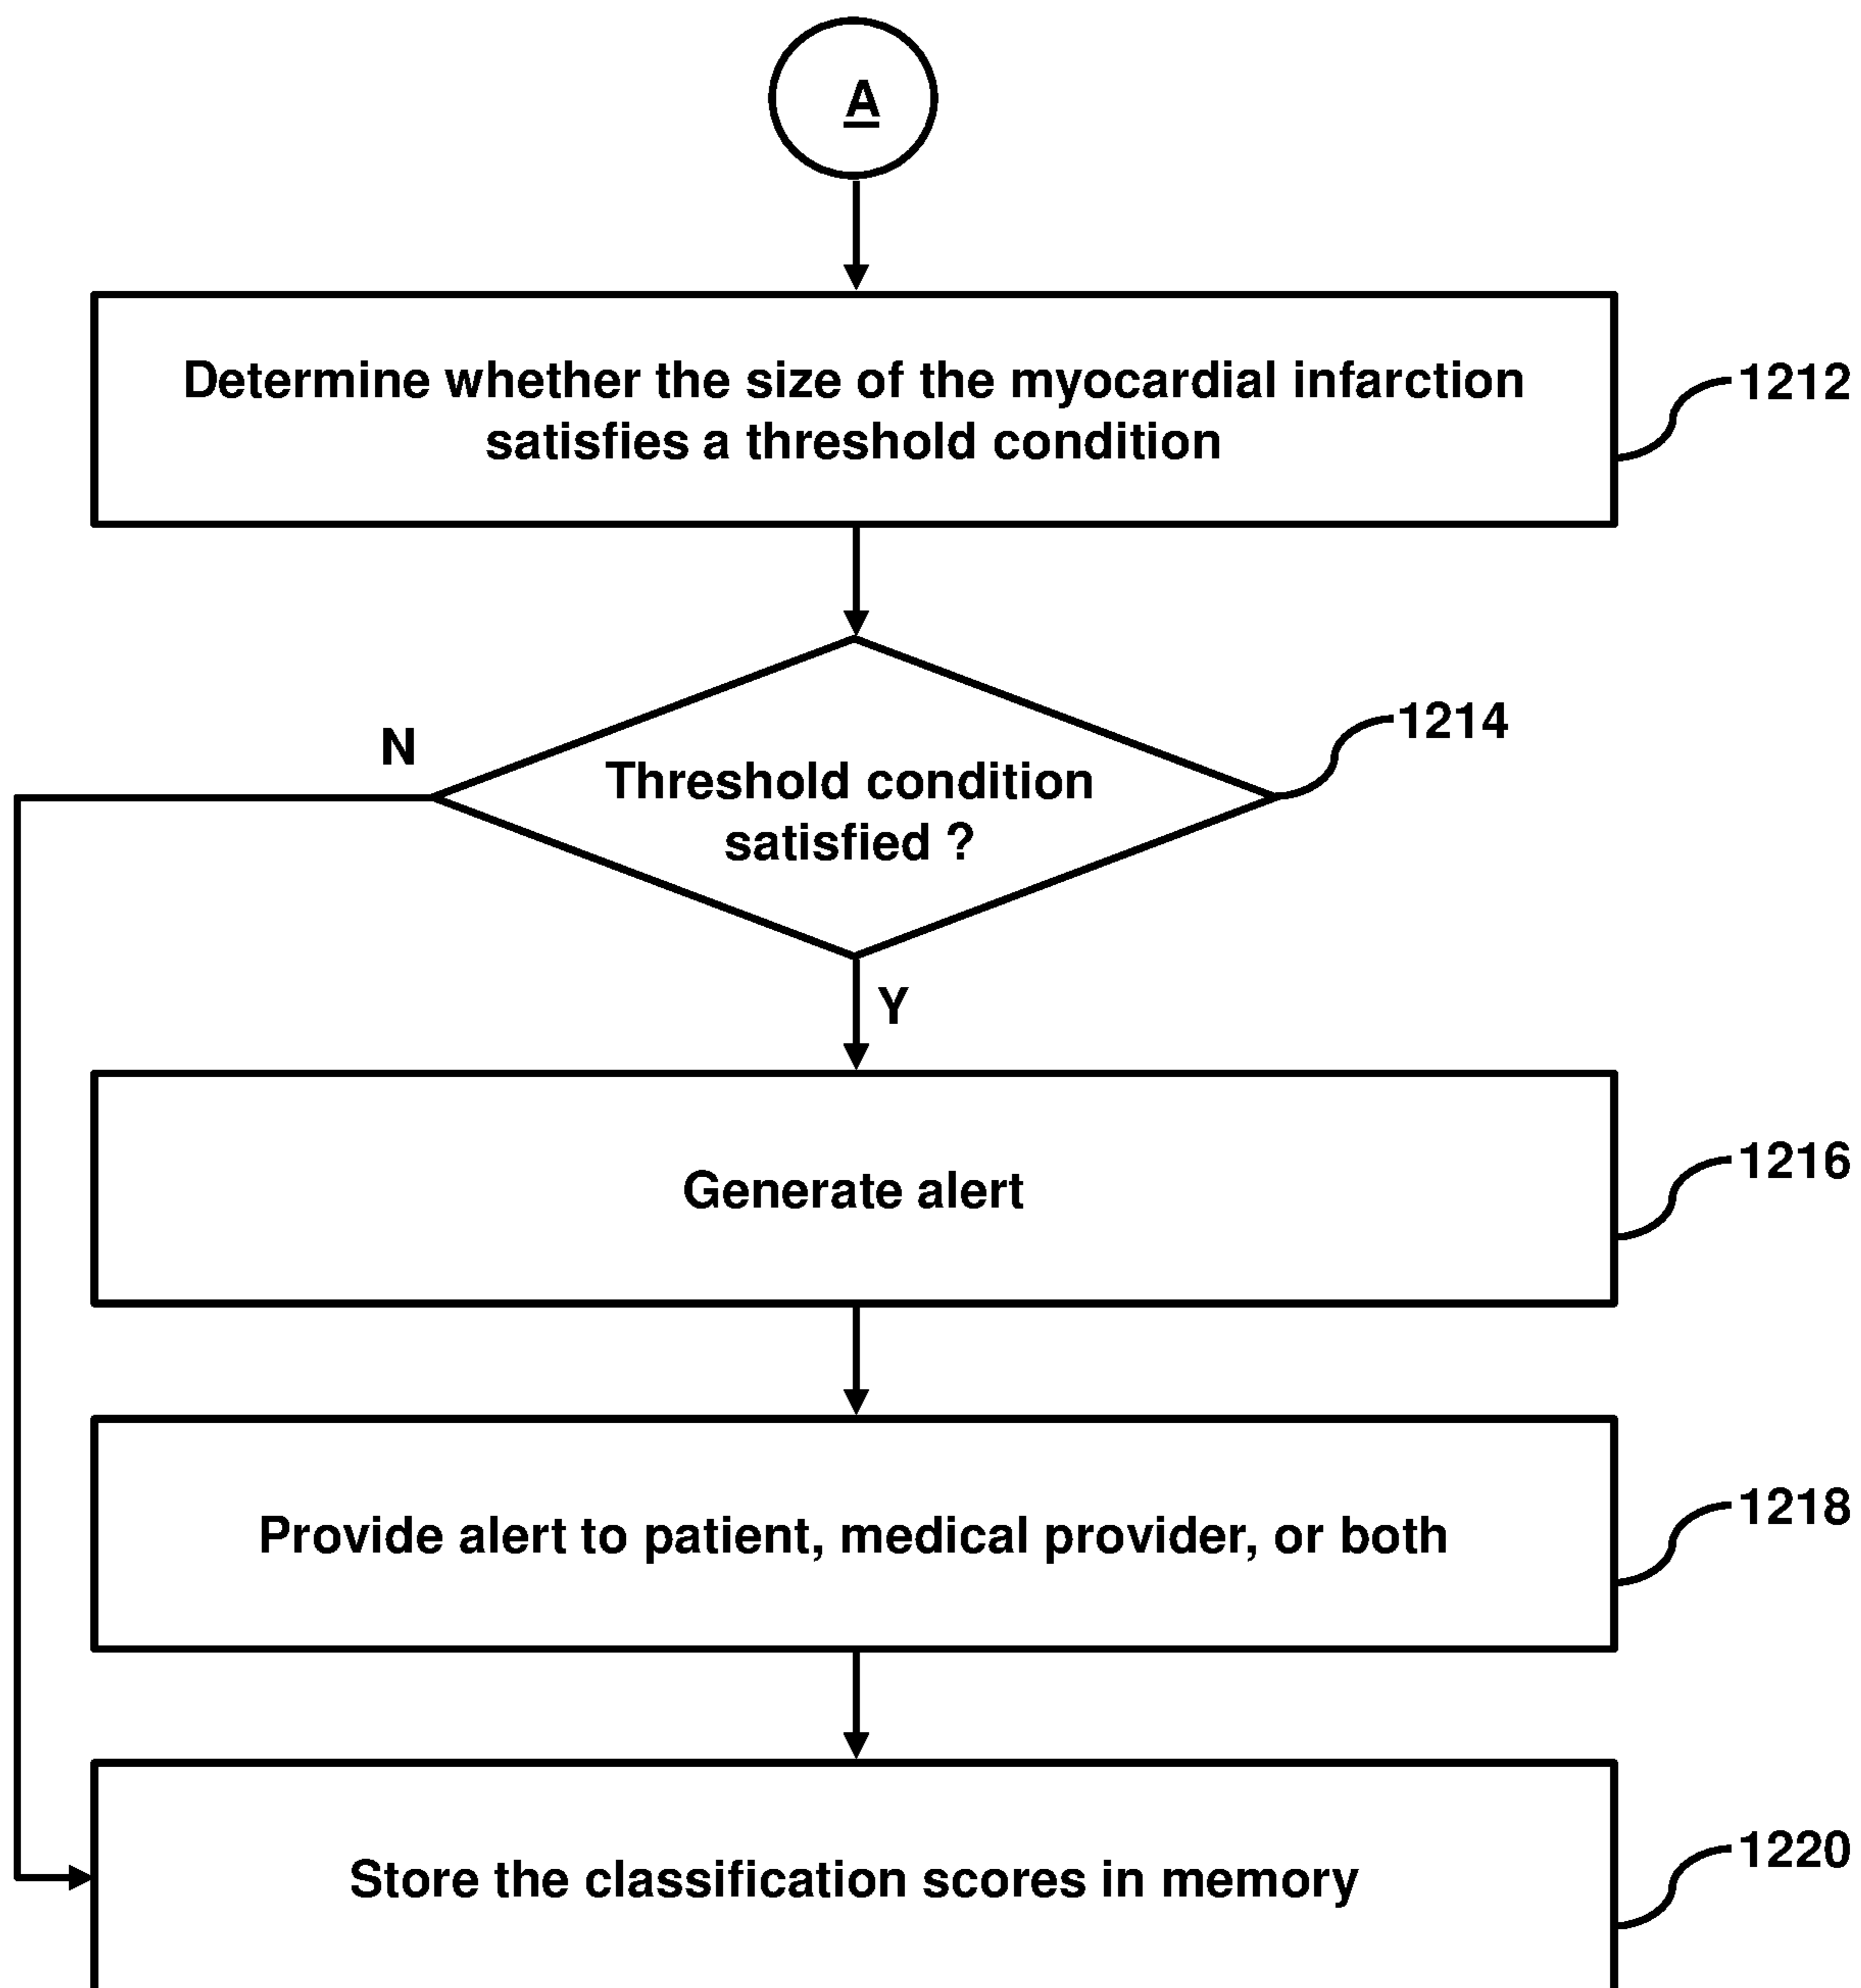 A
Determine whether the size of the myocardial infarction
satisfies a threshold condition
1212
N
Threshold condition
satisfied ?
1214
Y
Generate alert
1216
Provide alert to patient, medical provider, or both
1218
Store the classification scores in memory
1220